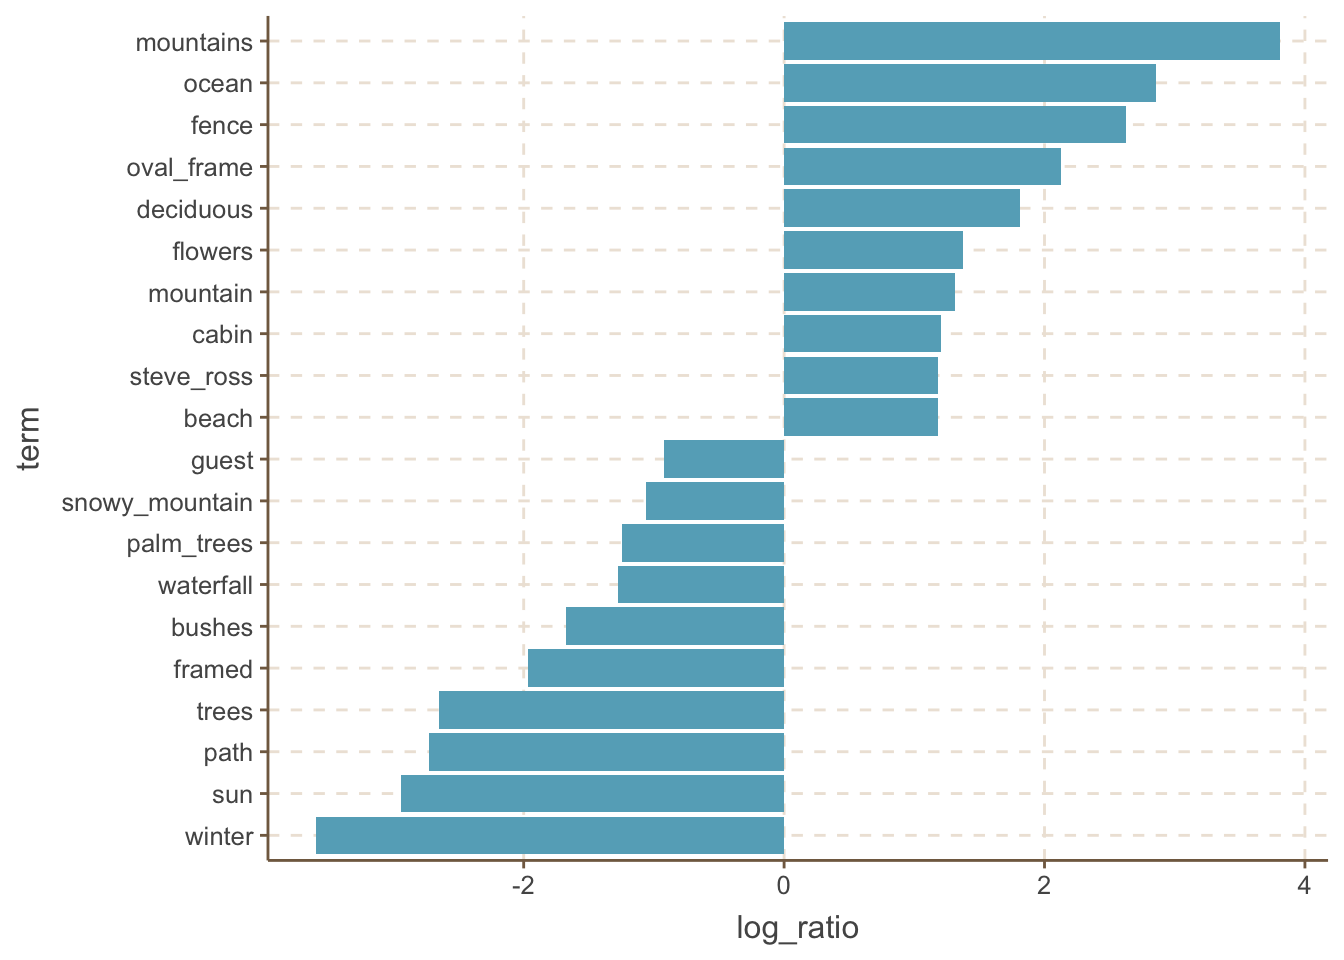 mountains
ocean
fence
oval_frame
deciduous
flowers
mountain
cabin
steve_ross
beach
guest
snowy_mountain
palm_trees
waterfall
bushes
framed
trees
path
sun
winter
term
-2 0 2 4
log_ratio